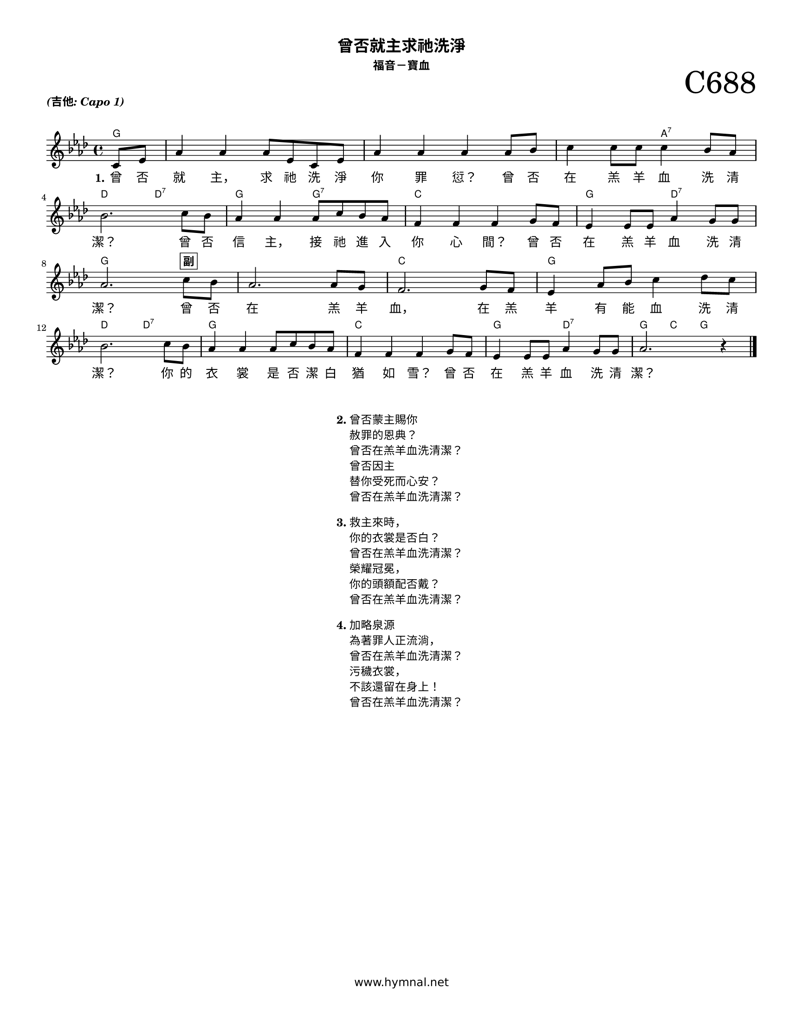 曾否就主求祂洗淨
福音－寶血
C688
(吉他: Capo 1)
G A7
1. 曾 否 就 主， 求 祂 洗 淨 你 罪 愆？ 曾 否 在 羔 羊 血 洗 清
4 D D7 G G7 C G D7
潔？ 曾 否 信 主， 接 祂 進 入 你 心 間？ 曾 否 在 羔 羊 血 洗 清
8 G 副 C G
潔？ 曾 否 在 羔 羊 血， 在 羔 羊 有 能 血 洗 清
12 D D7 G C G D7 G C G
潔？ 你 的 衣 裳 是 否 潔 白 猶 如 雪？ 曾 否 在 羔 羊 血 洗 清 潔？
2. 曾否蒙主賜你
赦罪的恩典？
曾否在羔羊血洗清潔？
曾否因主
替你受死而心安？
曾否在羔羊血洗清潔？
3. 救主來時，
你的衣裳是否白？
曾否在羔羊血洗清潔？
榮耀冠冕，
你的頭額配否戴？
曾否在羔羊血洗清潔？
4. 加略泉源
為著罪人正流淌，
曾否在羔羊血洗清潔？
污穢衣裳，
不該還留在身上！
曾否在羔羊血洗清潔？
www.hymnal.net